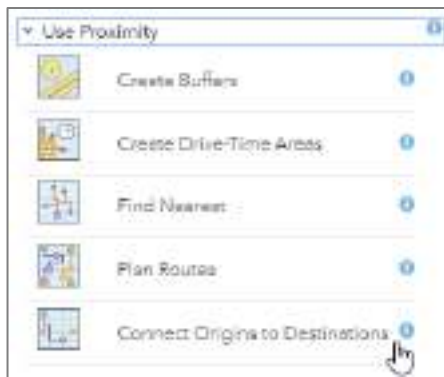 Use Proximity
Create Buffers
Create Drive-Time Areas
Find Nearest
Plan Routes
Connect Origins to Destinations